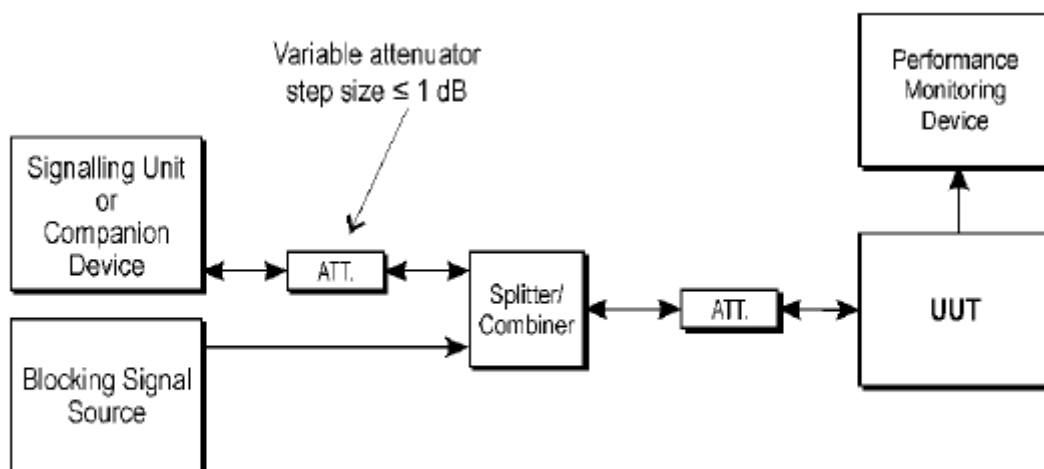 Variable attenuator
step size ≤ 1 dB
Performance
Monitoring
Device
Signalling Unit
or
Companion
Device
ATT.
Splitter/
Combiner
ATT.
UUT
Blocking Signal
Source